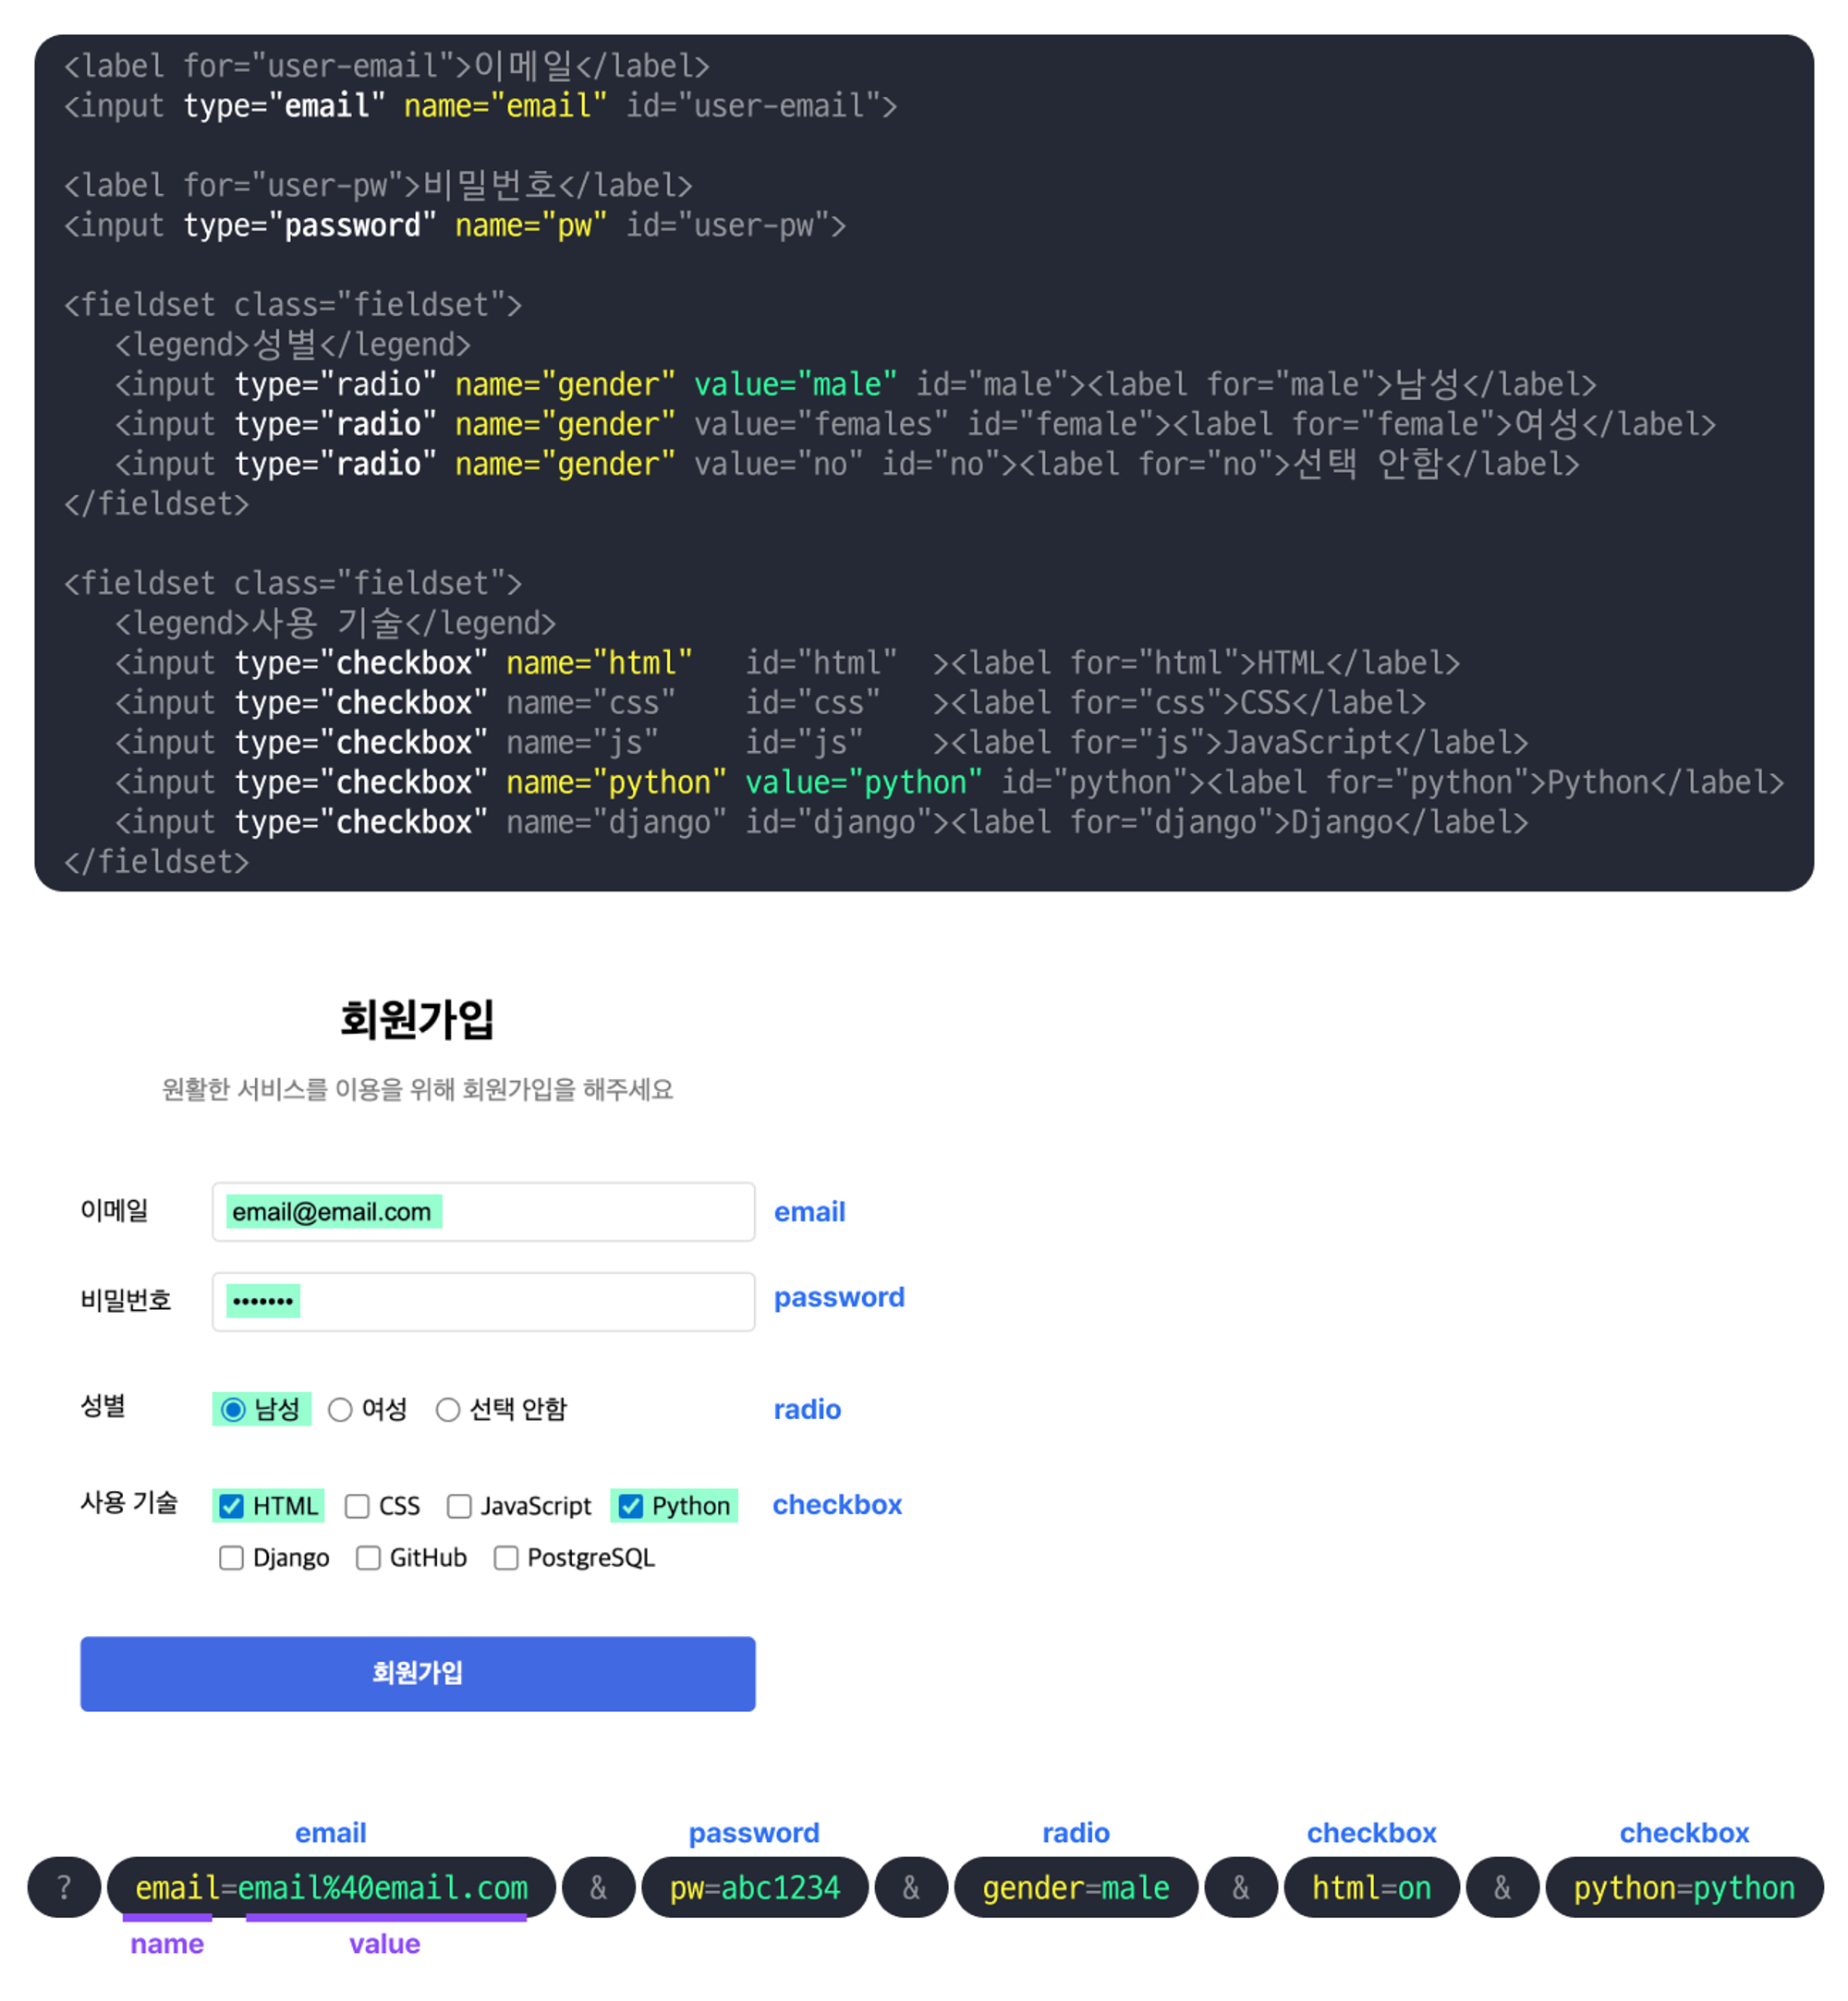 <label for="user-email">이메일</label>
<input type="email" name="email" id="user-email">
<label for="user-pw">비밀번호</label>
<input type="password" name="pw" id="user-pw">
<fieldset class="fieldset">
<legend>성별</legend>
<input type="radio" name="gender" value="male" id="male"><label for="male">남성</label>
<input type="radio" name="gender" value="females" id="female"><label for="female">여성</label>
<input type="radio" name="gender" value="no" id="no"><label for="no">선택 안함</label>
</fieldset>
<fieldset class="fieldset">
<legend>사용 기술</legend>
<input type="checkbox" name="html" id="html" ><label for="html">HTML</label>
<input type="checkbox" name="css" id="css" ><label for="css">CSS</label>
<input type="checkbox" name="js" id="js" ><label for="js">JavaScript</label>
<input type="checkbox" name="python" value="python" id="python"><label for="python">Python</label>
<input type="checkbox" name="django" id="django"><label for="django">Django</label>
</fieldset>
회원가입
원활한 서비스를 이용을 위해 회원가입을 해주세요
이메일 email@email.com email
비밀번호 ••••••• password
성별 남성 여성 선택 안함 radio
사용 기술 HTML CSS JavaScript Python checkbox
Django GitHub PostgreSQL
회원가입
email password radio checkbox checkbox
? email=email%40email.com & pw=abc1234 & gender=male & html=on & python=python
name value